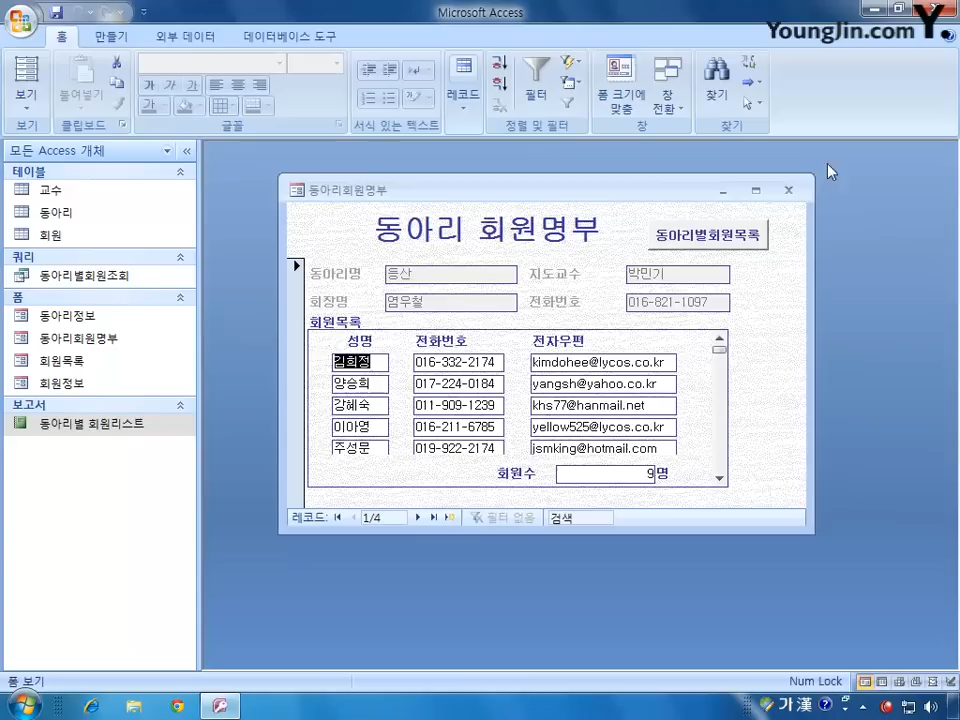 Microsoft Access
YoungJin.com Y.
홈 만들기 외부 데이터 데이터베이스 도구
보기 붙여넣기 가 가 가 가 레코드 필터 폼 크기에 맞춤 창 전환 찾기
보기 클립보드 글꼴 서식 있는 텍스트 정렬 및 필터 창 찾기
모든 Access 개체
테이블
교수
동아리
회원
쿼리
동아리별회원조회
폼
동아리정보
동아리회원명부
회원목록
회원정보
보고서
동아리별 회원리스트
동아리회원명부
동아리 회원명부 동아리별회원목록
동아리명 등산 지도교수 박민기
회장명 염우철 전화번호 016-821-1097
회원목록
성명 전화번호 전자우편
김희정 016-332-2174 kimdohee@lycos.co.kr
양승희 017-224-0184 yangsh@yahoo.co.kr
강혜숙 011-909-1239 khs77@hanmail.net
이아영 016-211-6785 yellow525@lycos.co.kr
주성문 019-922-2174 jsmking@hotmail.com
회원수 9명
레코드: 1/4 필터 없음 검색
폼 보기 Num Lock
가 漢